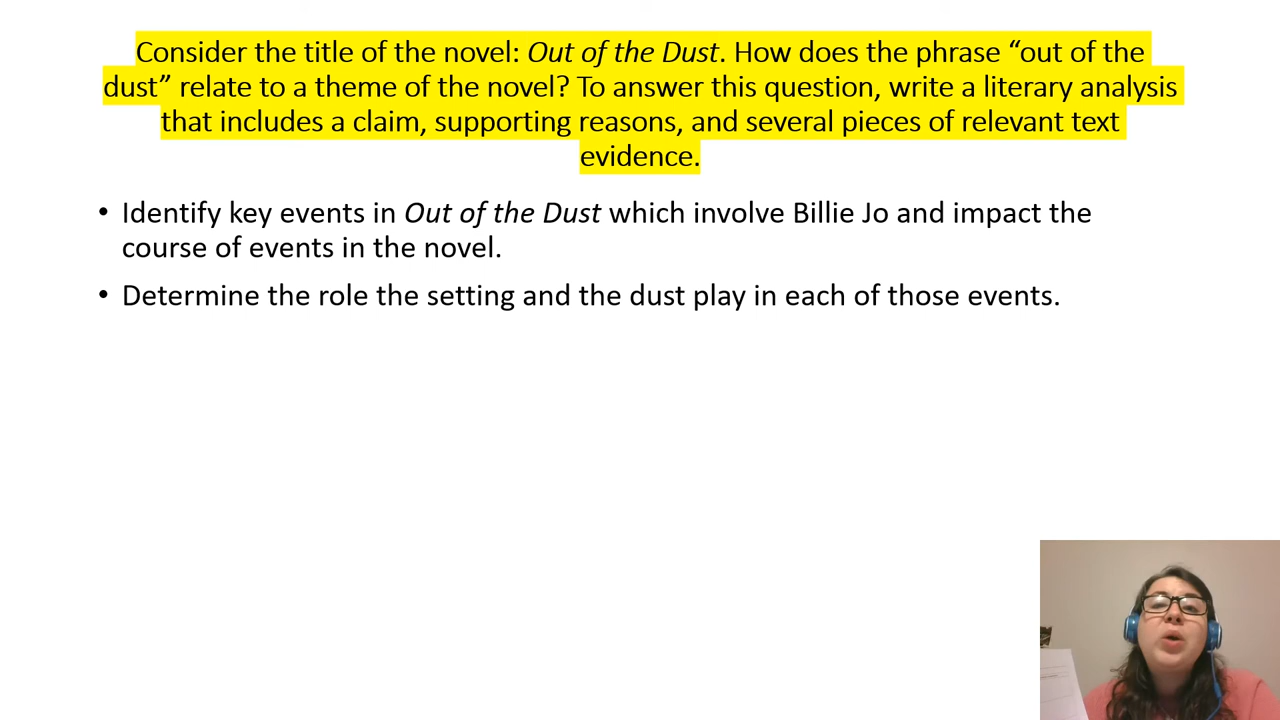 Consider the title of the novel: Out of the Dust. How does the phrase “out of the
dust” relate to a theme of the novel? To answer this question, write a literary analysis
that includes a claim, supporting reasons, and several pieces of relevant text
evidence.
• Identify key events in Out of the Dust which involve Billie Jo and impact the
course of events in the novel.
• Determine the role the setting and the dust play in each of those events.